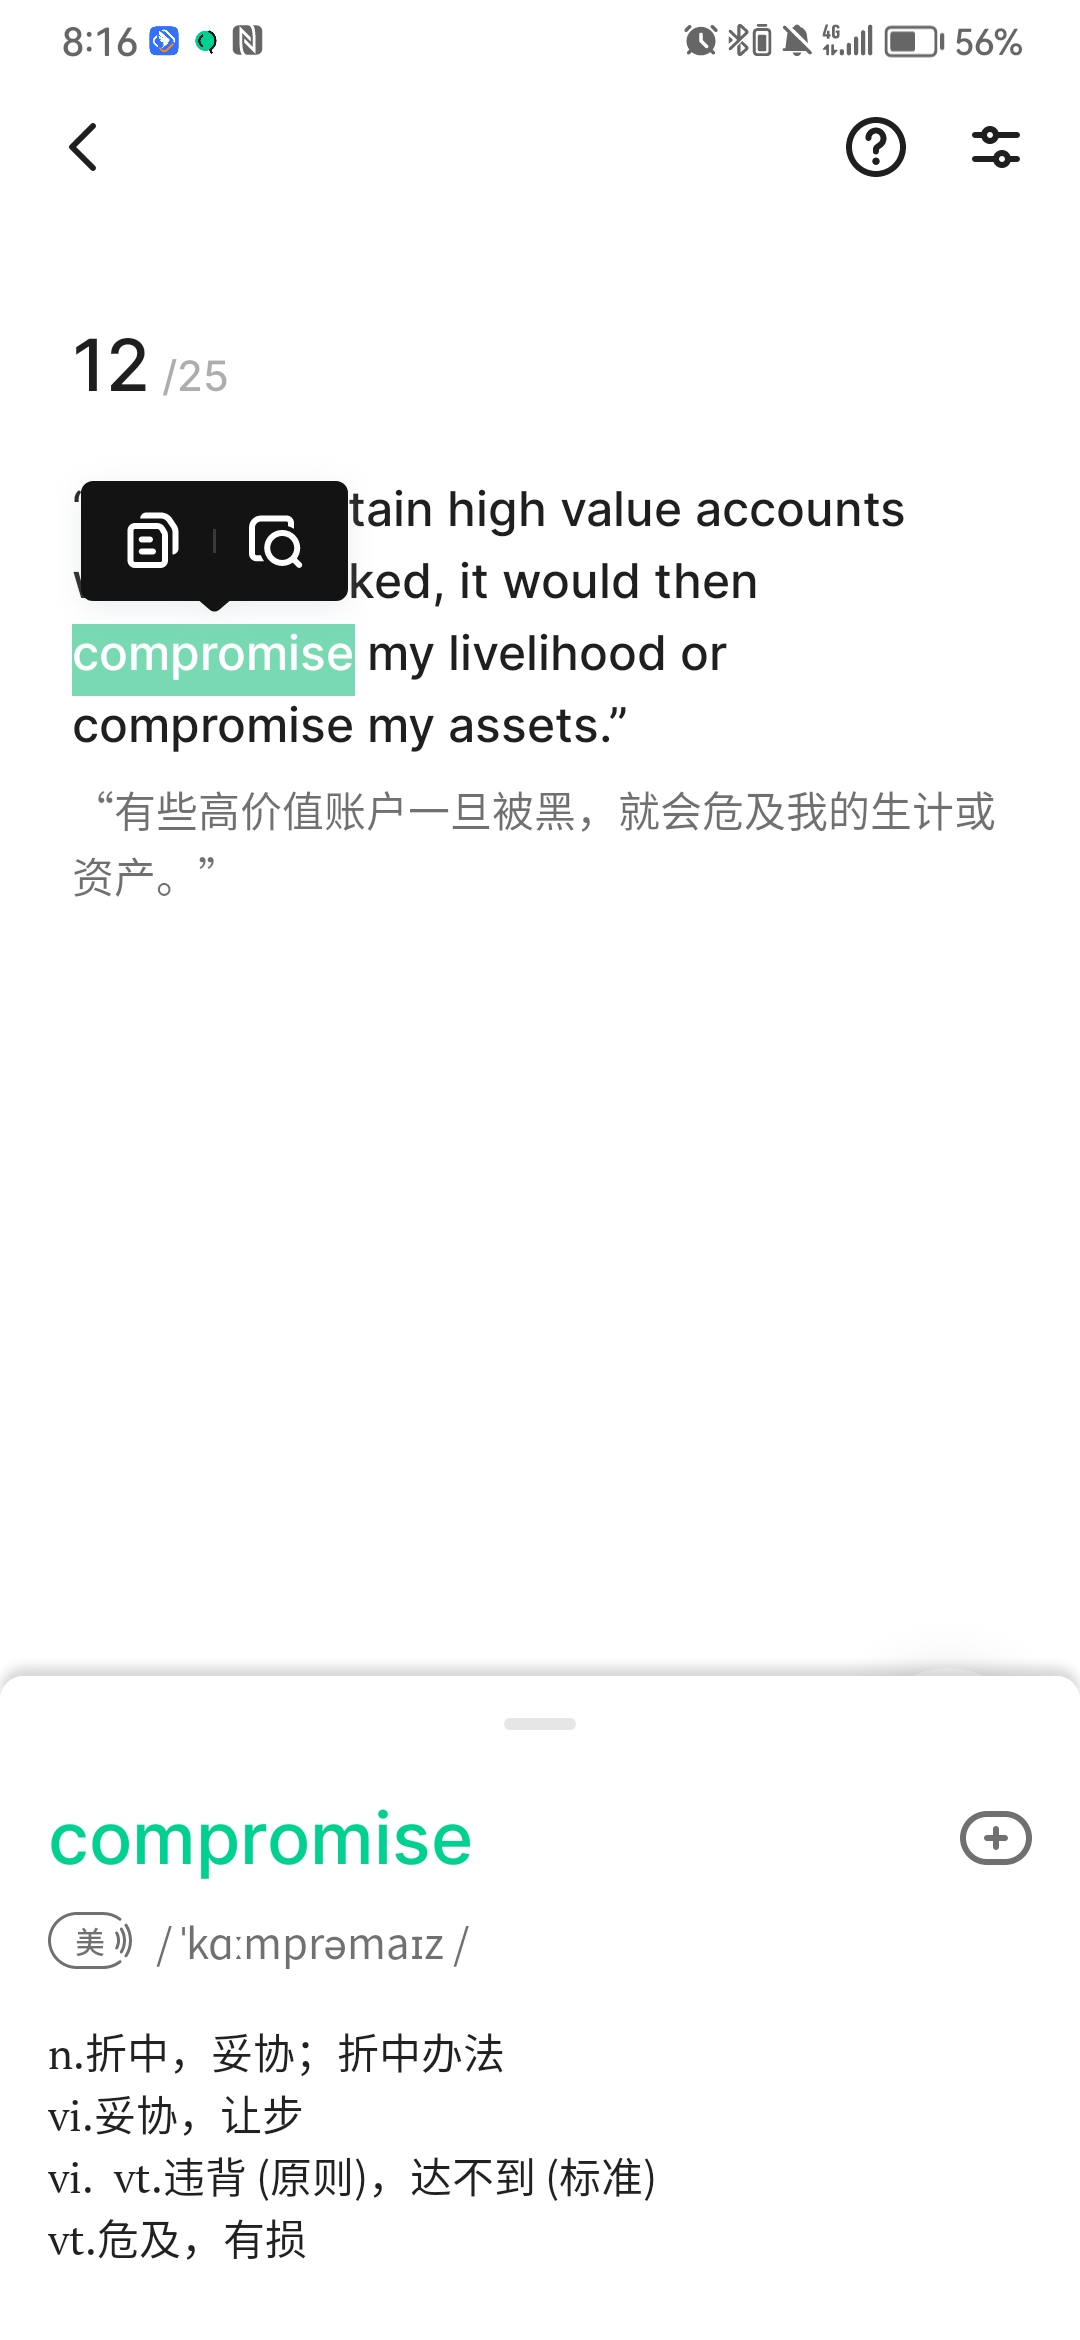 8:16
4G
56%
12 /25
tain high value accounts
ked, it would then
compromise my livelihood or
compromise my assets.”
“有些高价值账户一旦被黑，就会危及我的生计或
资产。”
compromise
美 / ˈkɑːmprəmaɪz /
n.折中，妥协；折中办法
vi.妥协，让步
vi. vt.违背 (原则)，达不到 (标准)
vt.危及，有损